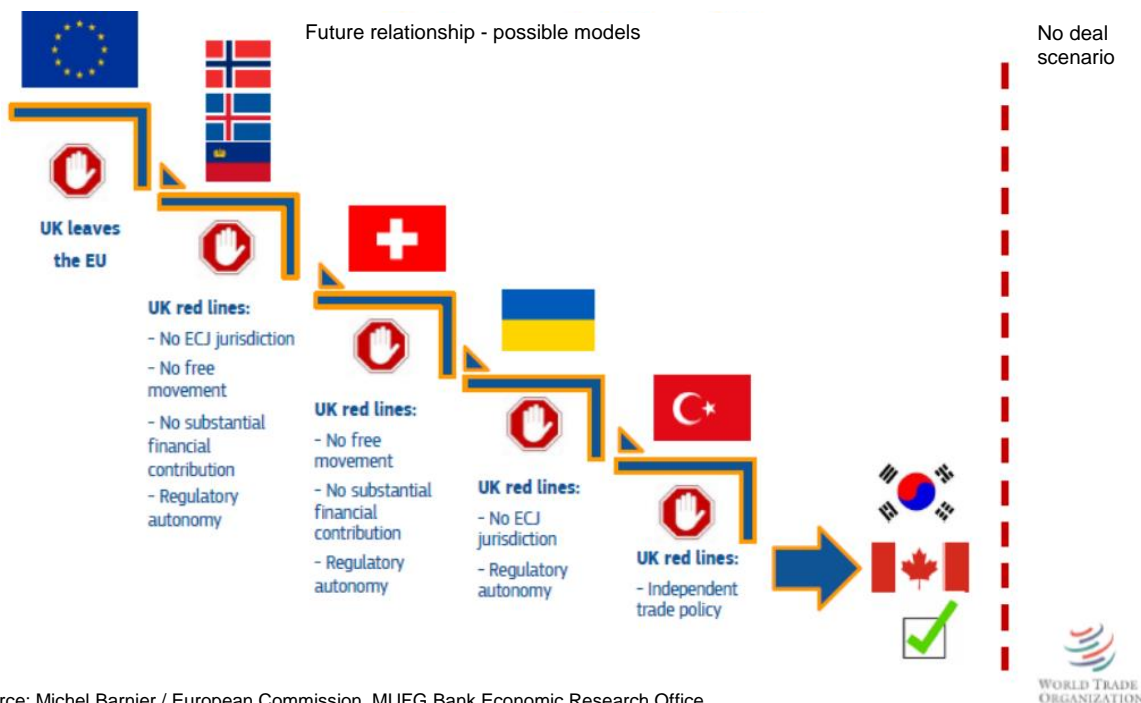 Future relationship - possible models
No deal
scenario
UK leaves
the EU
UK red lines:
- No ECJ jurisdiction
- No free
movement
- No substantial
financial
contribution
- Regulatory
autonomy
UK red lines:
- No free
movement
- No substantial
financial
contribution
- Regulatory
autonomy
UK red lines:
- No ECJ
jurisdiction
- Regulatory
autonomy
UK red lines:
- Independent
trade policy
WORLD TRADE
ORGANIZATION
rce: Michel Barnier / European Commission, MUFG Bank Economic Research Office